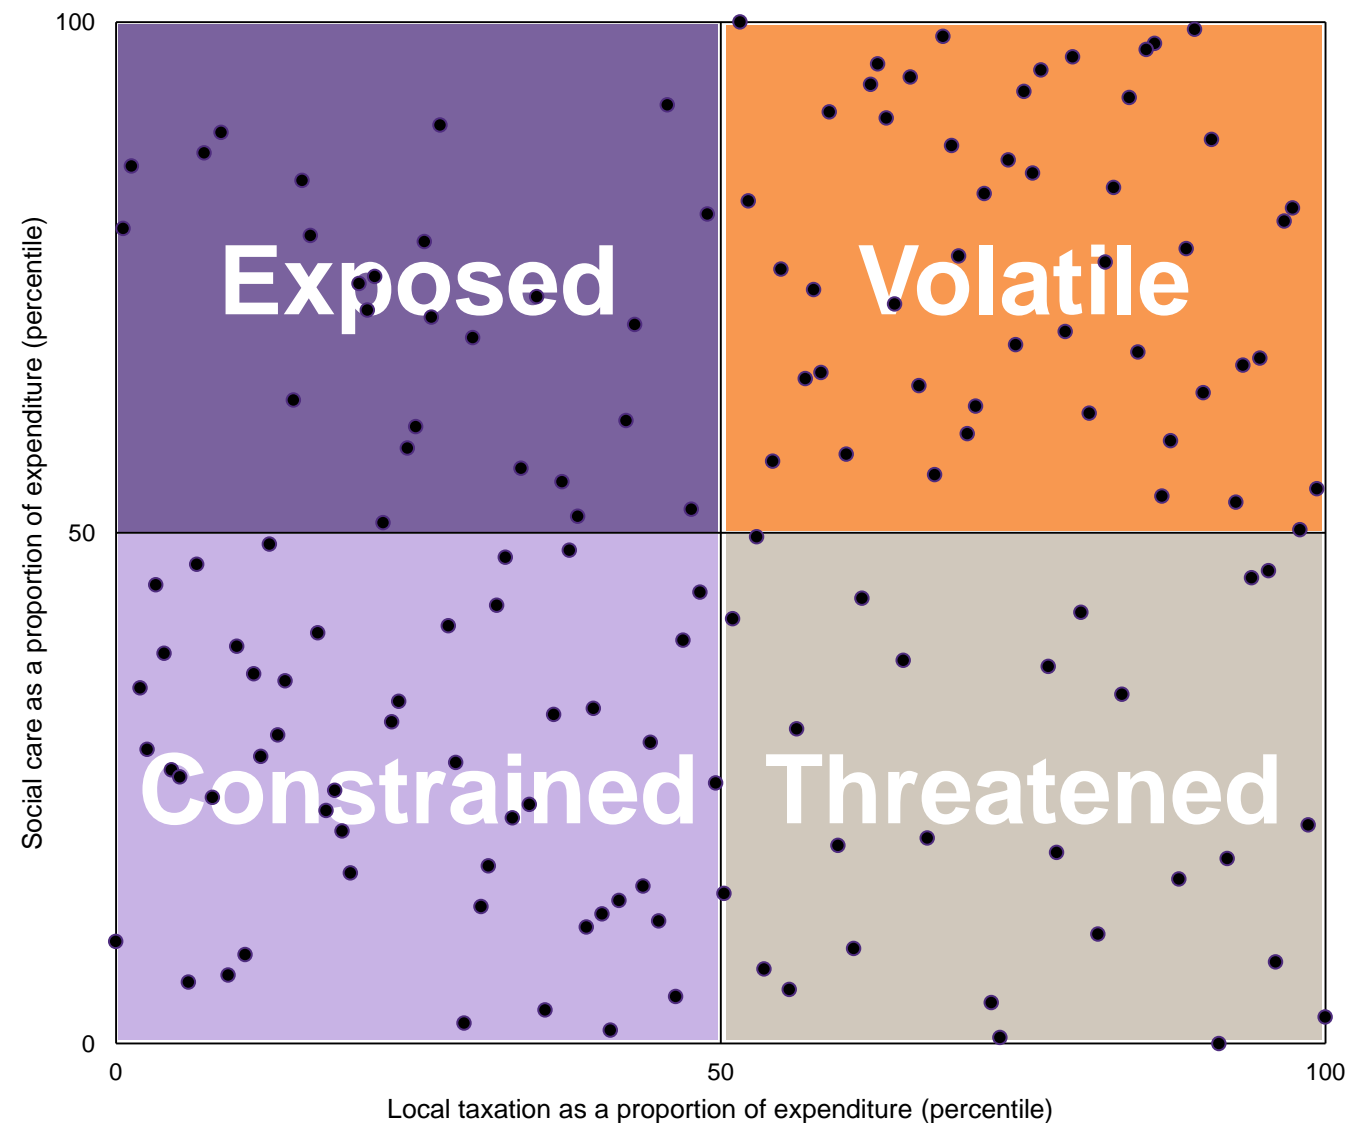 100
Exposed
Volatile
Social care as a proportion of expenditure (percentile)
50
Constrained
Threatened
0
0
50
100
Local taxation as a proportion of expenditure (percentile)